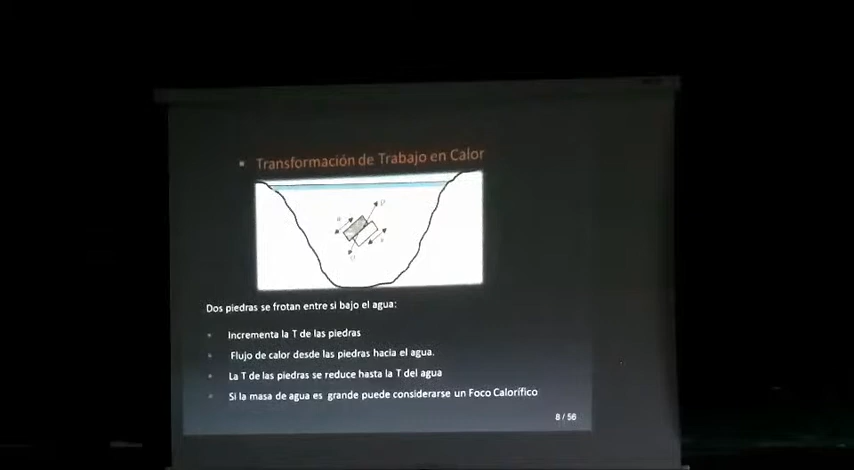 Transformación de Trabajo en Calor
Dos piedras se frotan entre si bajo el agua:
Incrementa la T de las piedras
Flujo de calor desde las piedras hacia el agua.
La T de las piedras se reduce hasta la T del agua
Si la masa de agua es grande puede considerarse un Foco Calorífico
8 / 56